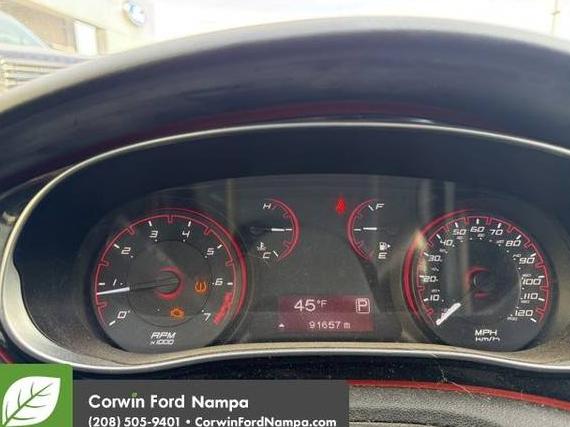 H
C
F
E
0
1
2
3
4
5
6
7
RPM
x1000
10
20
30
40
50
60
70
80
90
100
110
120
MPH
km/h
45°F P
91657 m
Corwin Ford Nampa
(208) 505-9401 • CorwinFordNampa.com